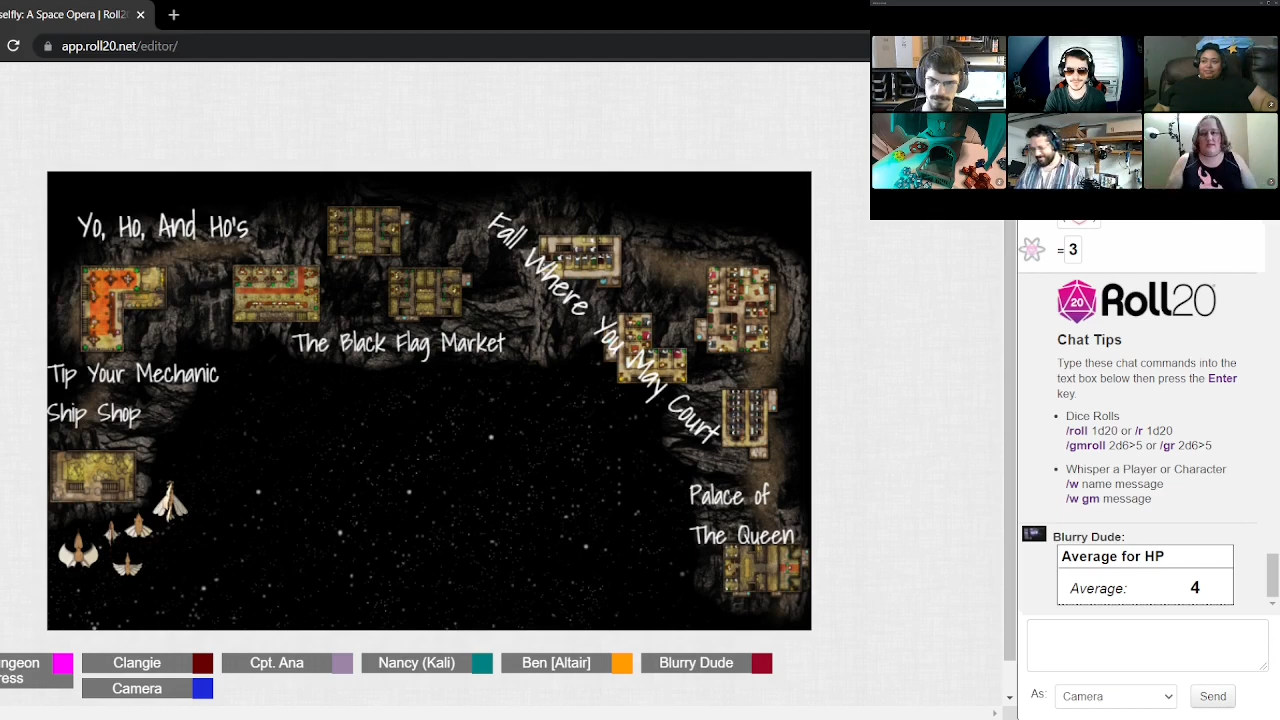 selfly: A Space Opera | Roll20
app.roll20.net/editor/
Yo, Ho, And Ho's
Fall Where You May Court
The Black Flag Market
Tip Your Mechanic
Ship Shop
Palace of
The Queen
=3
Roll20
20
Chat Tips
Type these chat commands into the
text box below then press the Enter
key.
• Dice Rolls
/roll 1d20 or /r 1d20
/gmroll 2d6>5 or /gr 2d6>5
• Whisper a Player or Character
/w name message
/w gm message
Blurry Dude:
Average for HP
Average: 4
ngeon
ress
Clangie
Cpt. Ana
Nancy (Kali)
Ben [Altair]
Blurry Dude
Camera
As:
Camera
Send